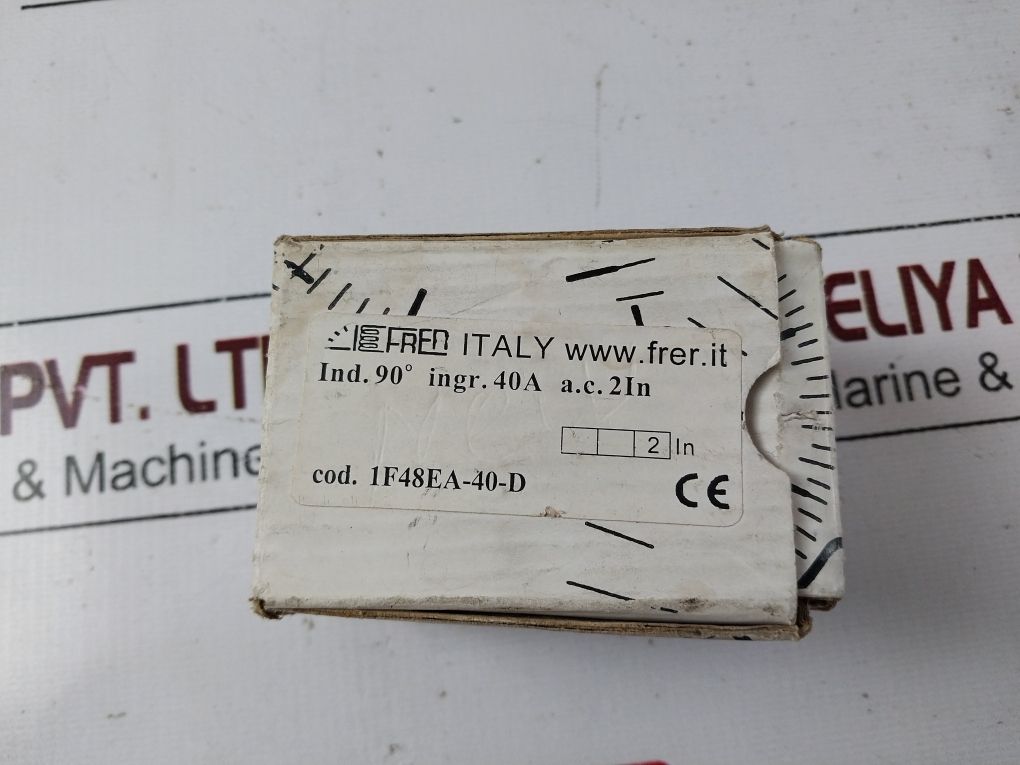 FRER ITALY www.frer.it
Ind. 90° ingr. 40A a.c. 2In
2 In
cod. 1F48EA-40-D
CE
PVT. LT
ELIYA
& Machine
arine &